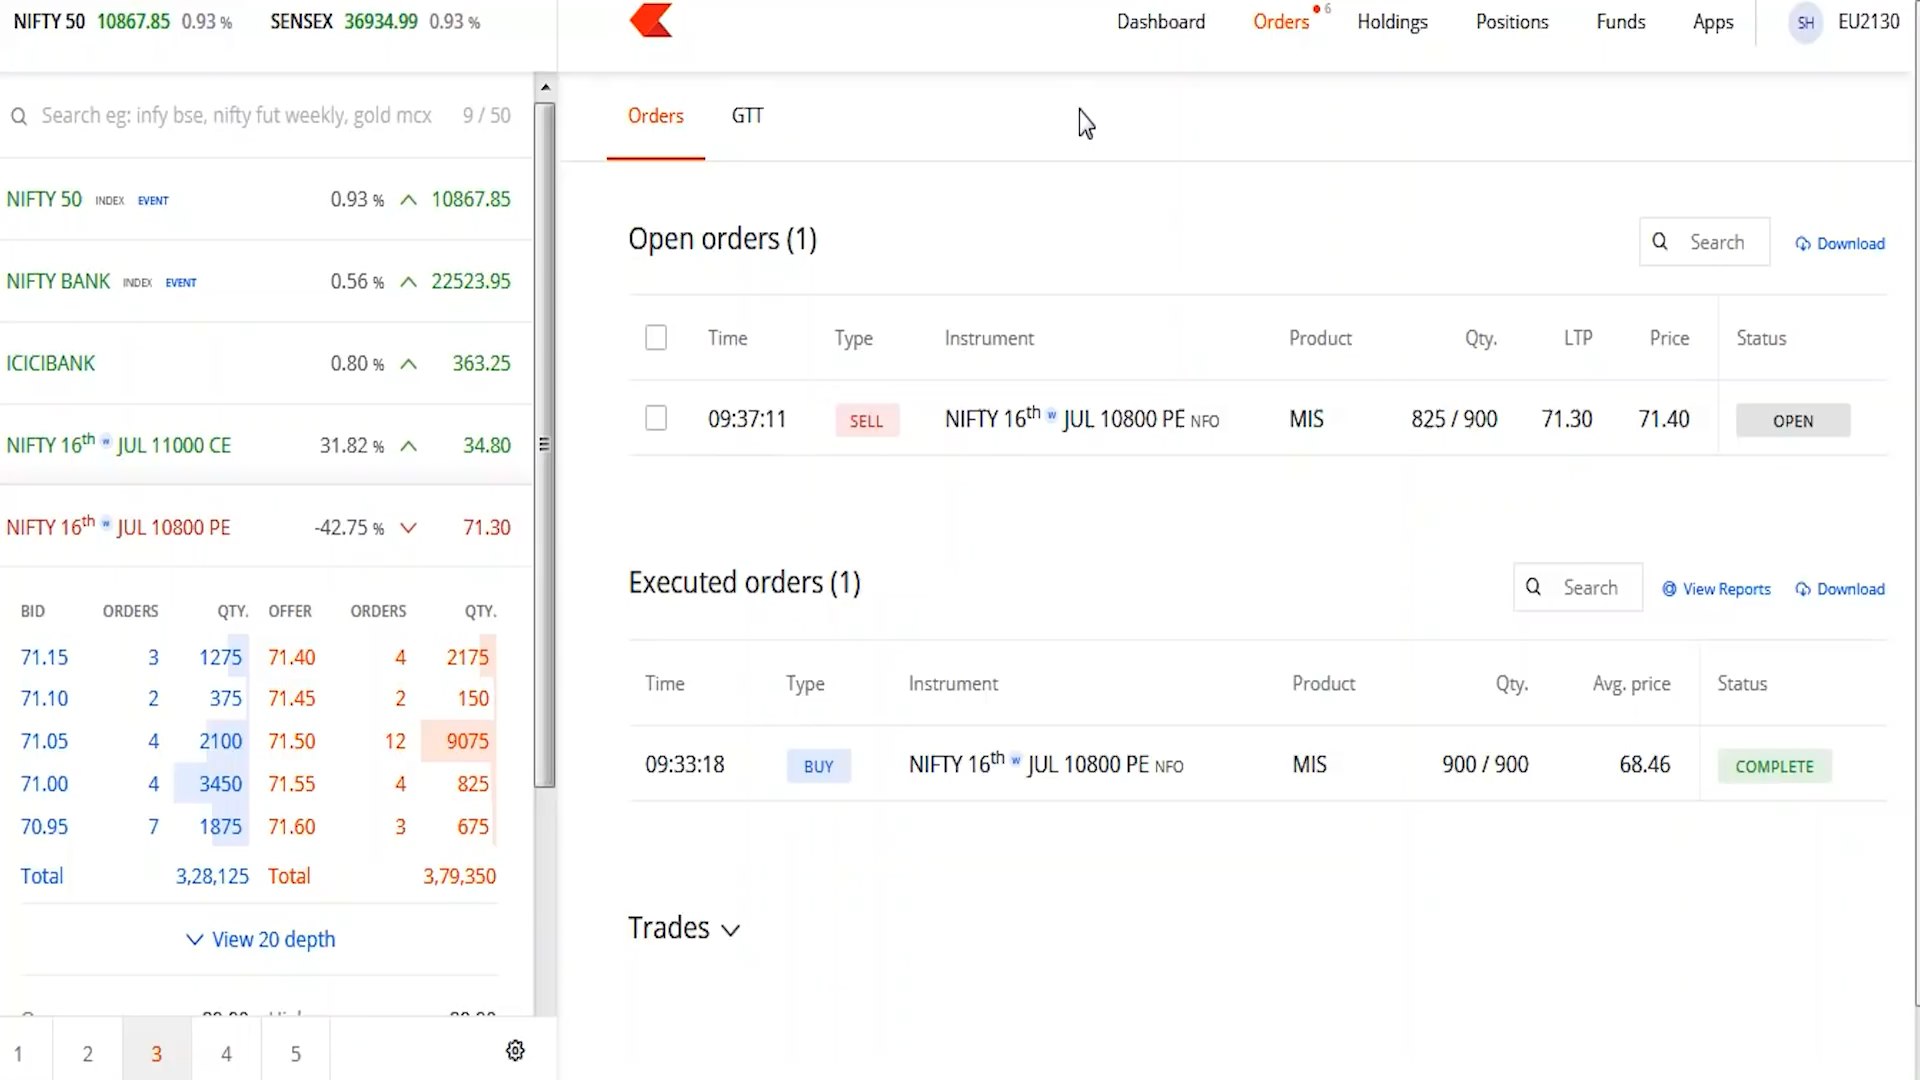 NIFTY 50 10867.85 0.93 % SENSEX 36934.99 0.93 %
Dashboard Orders 6 Holdings Positions Funds Apps SH EU2130
Search eg: infy bse, nifty fut weekly, gold mcx 9 / 50
NIFTY 50 INDEX EVENT 0.93 % 10867.85
NIFTY BANK INDEX EVENT 0.56 % 22523.95
ICICIBANK 0.80 % 363.25
NIFTY 16th w JUL 11000 CE 31.82 % 34.80
NIFTY 16th w JUL 10800 PE -42.75 % 71.30
BID ORDERS QTY. OFFER ORDERS QTY.
71.15 3 1275 71.40 4 2175
71.10 2 375 71.45 2 150
71.05 4 2100 71.50 12 9075
71.00 4 3450 71.55 4 825
70.95 7 1875 71.60 3 675
Total 3,28,125 Total 3,79,350
View 20 depth
1 2 3 4 5
Orders GTT
Open orders (1) Search Download
Time Type Instrument Product Qty. LTP Price Status
09:37:11 SELL NIFTY 16th w JUL 10800 PE NFO MIS 825 / 900 71.30 71.40 OPEN
Executed orders (1) Search View Reports Download
Time Type Instrument Product Qty. Avg. price Status
09:33:18 BUY NIFTY 16th w JUL 10800 PE NFO MIS 900 / 900 68.46 COMPLETE
Trades